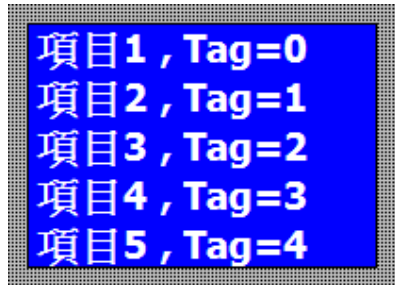 項目1 , Tag=0
項目2 , Tag=1
項目3 , Tag=2
項目4 , Tag=3
項目5 , Tag=4